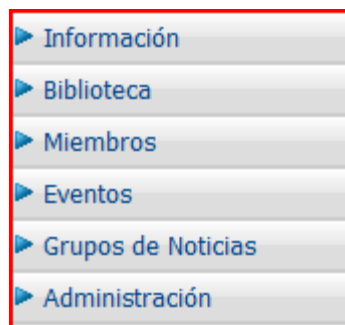 Información
Biblioteca
Miembros
Eventos
Grupos de Noticias
Administración